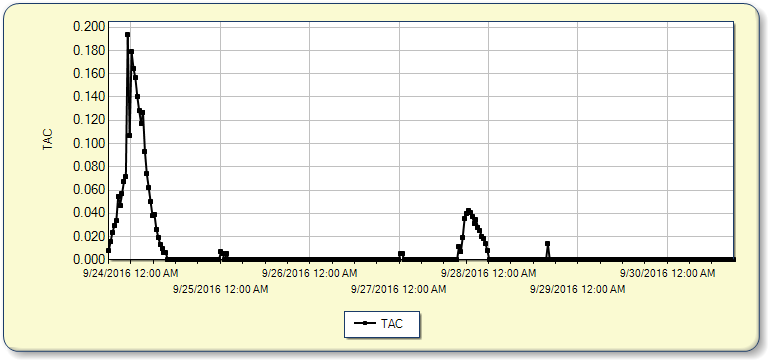 0.200
0.180
0.160
0.140
0.120
0.100
0.080
0.060
0.040
0.020
0.000
TAC
9/24/2016 12:00 AM
9/25/2016 12:00 AM
9/26/2016 12:00 AM
9/27/2016 12:00 AM
9/28/2016 12:00 AM
9/29/2016 12:00 AM
9/30/2016 12:00 AM
TAC